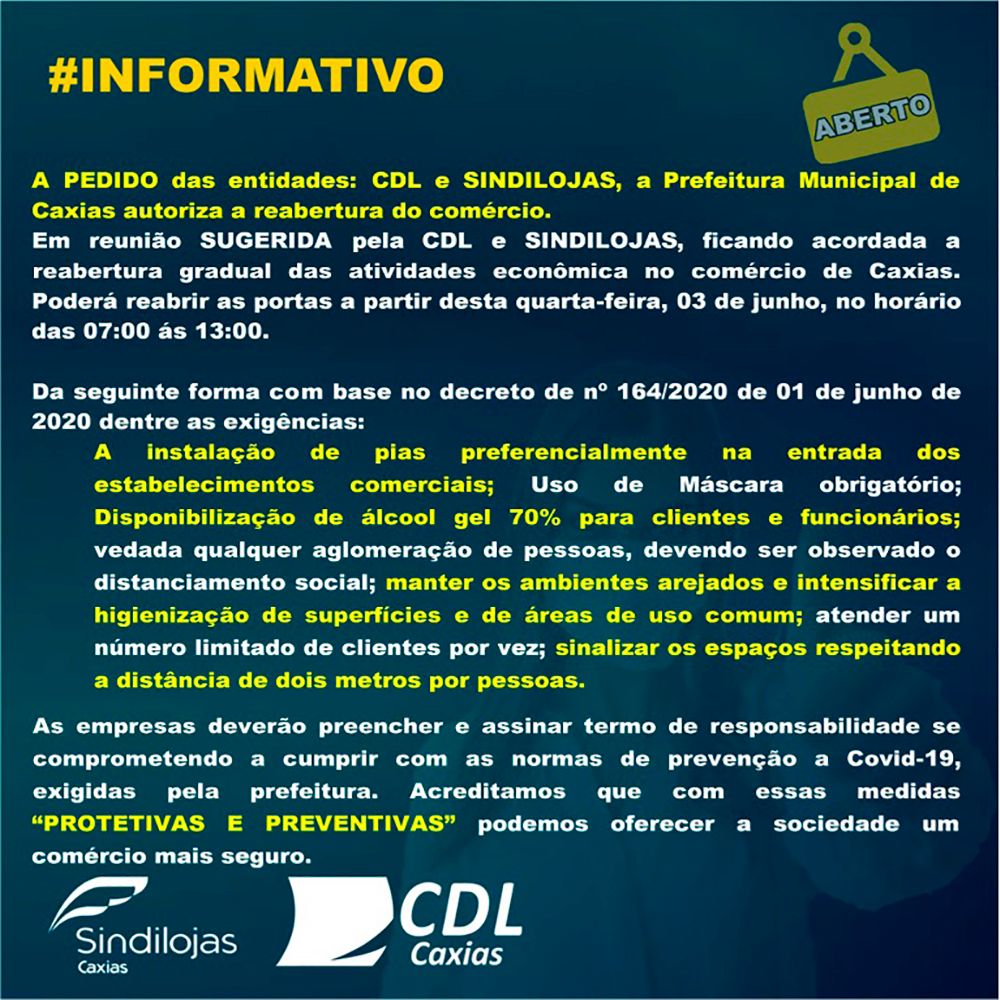 #INFORMATIVO
ABERTO
A PEDIDO das entidades: CDL e SINDILOJAS, a Prefeitura Municipal de
Caxias autoriza a reabertura do comércio.
Em reunião SUGERIDA pela CDL e SINDILOJAS, ficando acordada a
reabertura gradual das atividades econômica no comércio de Caxias.
Poderá reabrir as portas a partir desta quarta-feira, 03 de junho, no horário
das 07:00 ás 13:00.
Da seguinte forma com base no decreto de nº 164/2020 de 01 de junho de
2020 dentre as exigências:
A instalação de pias preferencialmente na entrada dos
estabelecimentos comerciais; Uso de Máscara obrigatório;
Disponibilização de álcool gel 70% para clientes e funcionários;
vedada qualquer aglomeração de pessoas, devendo ser observado o
distanciamento social; manter os ambientes arejados e intensificar a
higienização de superfícies e de áreas de uso comum; atender um
número limitado de clientes por vez; sinalizar os espaços respeitando
a distância de dois metros por pessoas.
As empresas deverão preencher e assinar termo de responsabilidade se
comprometendo a cumprir com as normas de prevenção a Covid-19,
exigidas pela prefeitura. Acreditamos que com essas medidas
“PROTETIVAS E PREVENTIVAS” podemos oferecer a sociedade um
comércio mais seguro.
Sindilojas
Caxias
CDL
Caxias